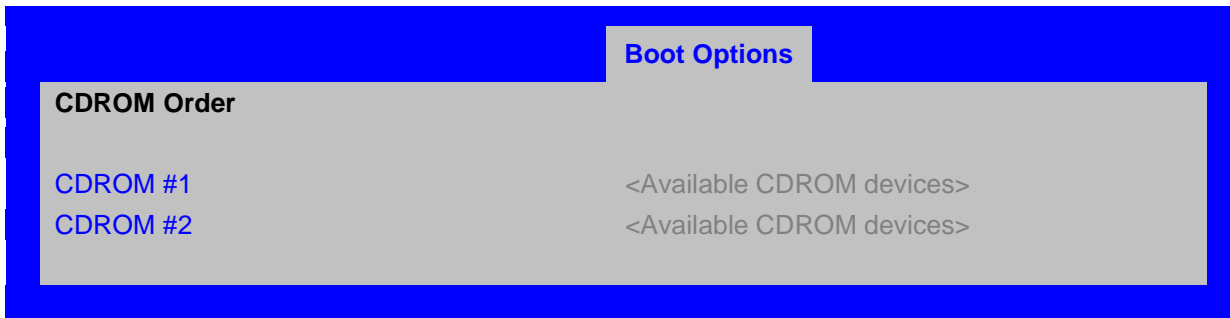 Boot Options
CDROM Order
CDROM #1 <Available CDROM devices>
CDROM #2 <Available CDROM devices>